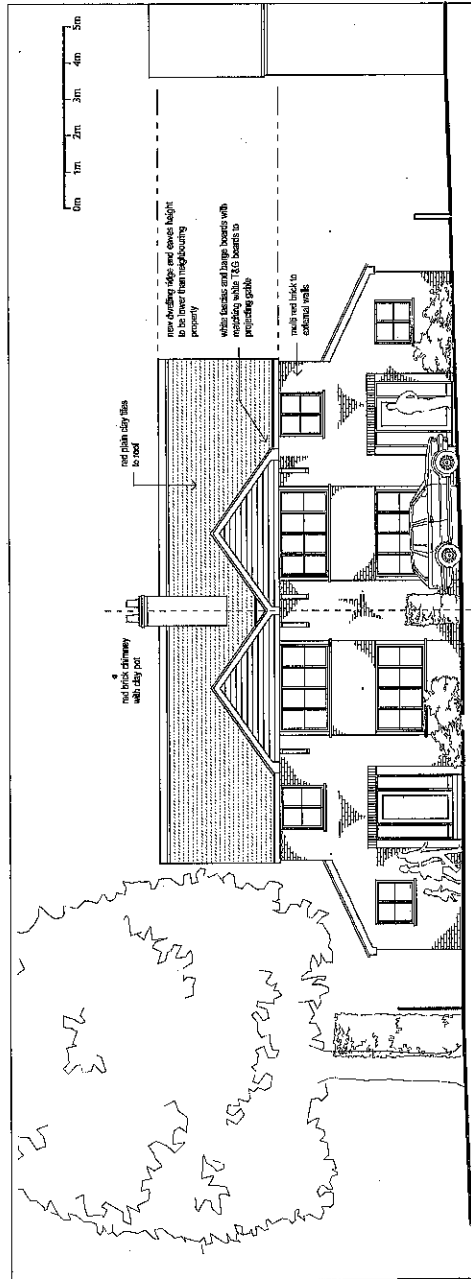 0m 1m 2m 3m 4m 5m
red brick chimney
with clay pot
red plain clay tiles
to roof
new dwelling ridge and eaves height
to be lower than neighbouring
property
white fascias and barge boards with
matching white T&G boards to
projecting gable
multi red brick to
external walls